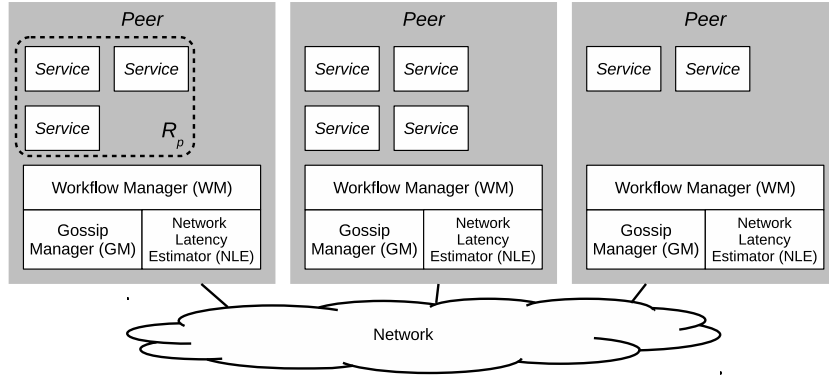 Peer
Service
Service
Service
R_p
Workflow Manager (WM)
Gossip
Manager (GM)
Network
Latency
Estimator (NLE)
Peer
Service
Service
Service
Service
Workflow Manager (WM)
Gossip
Manager (GM)
Network
Latency
Estimator (NLE)
Peer
Service
Service
Workflow Manager (WM)
Gossip
Manager (GM)
Network
Latency
Estimator (NLE)
Network